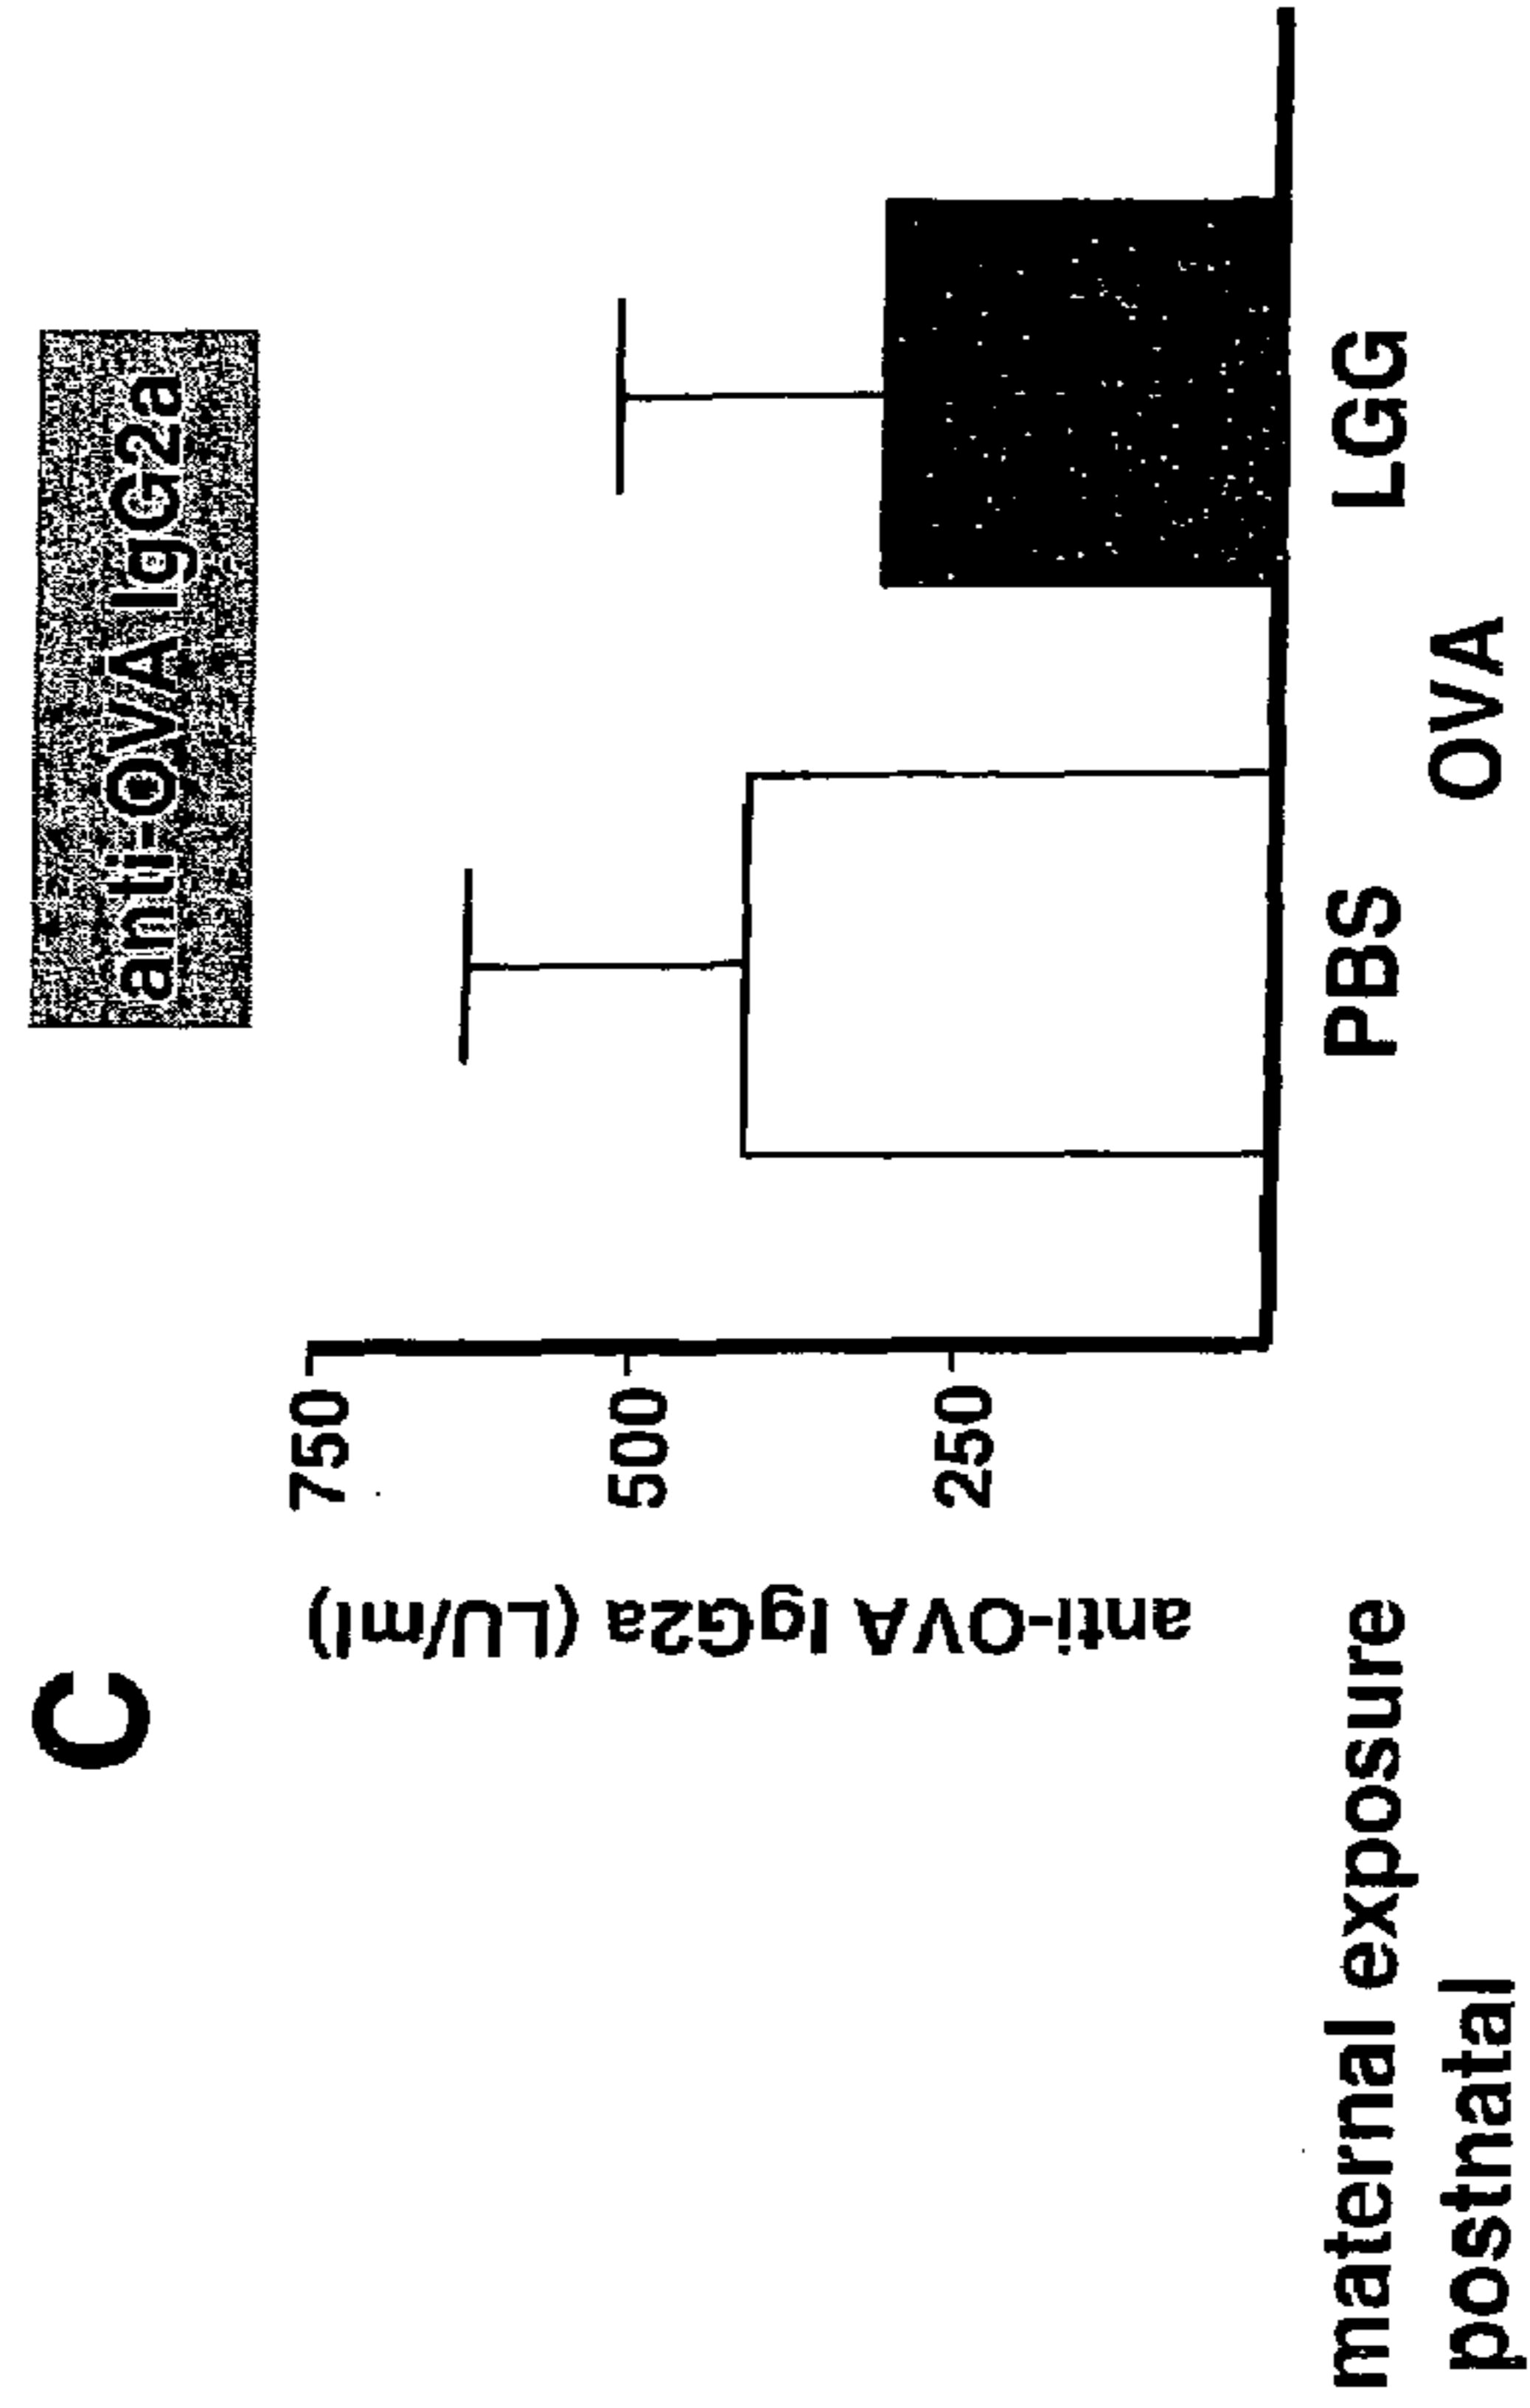 C
anti-OVA IgG2a
anti-OVA IgG2a (LU/ml)
750
500
250
maternal exposure PBS LGG
postnatal OVA